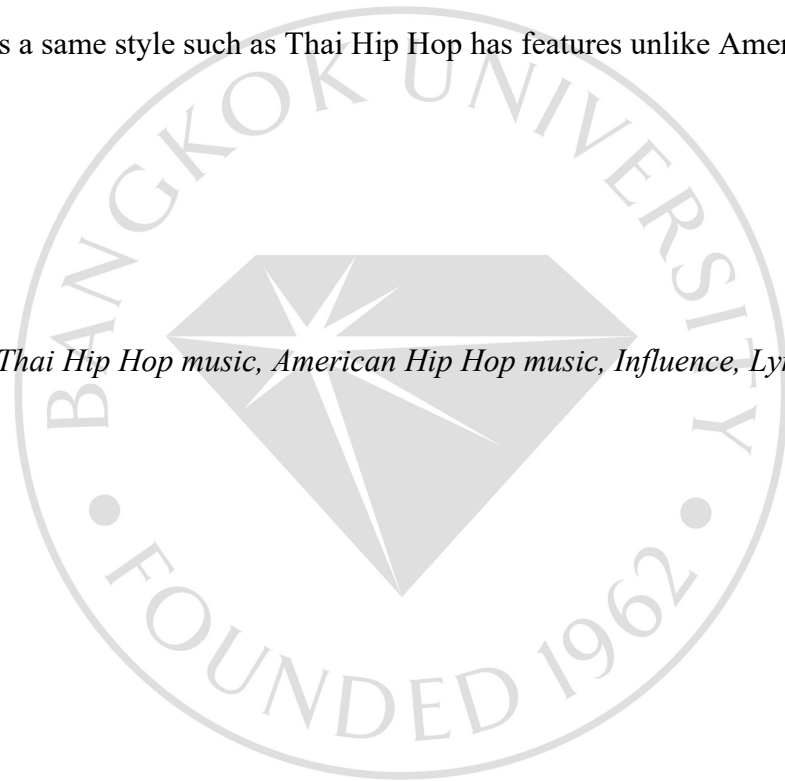 s a same style such as Thai Hip Hop has features unlike Amer
Thai Hip Hop music, American Hip Hop music, Influence, Ly
BANGKOK UNIVERSITY
FOUNDED 1962